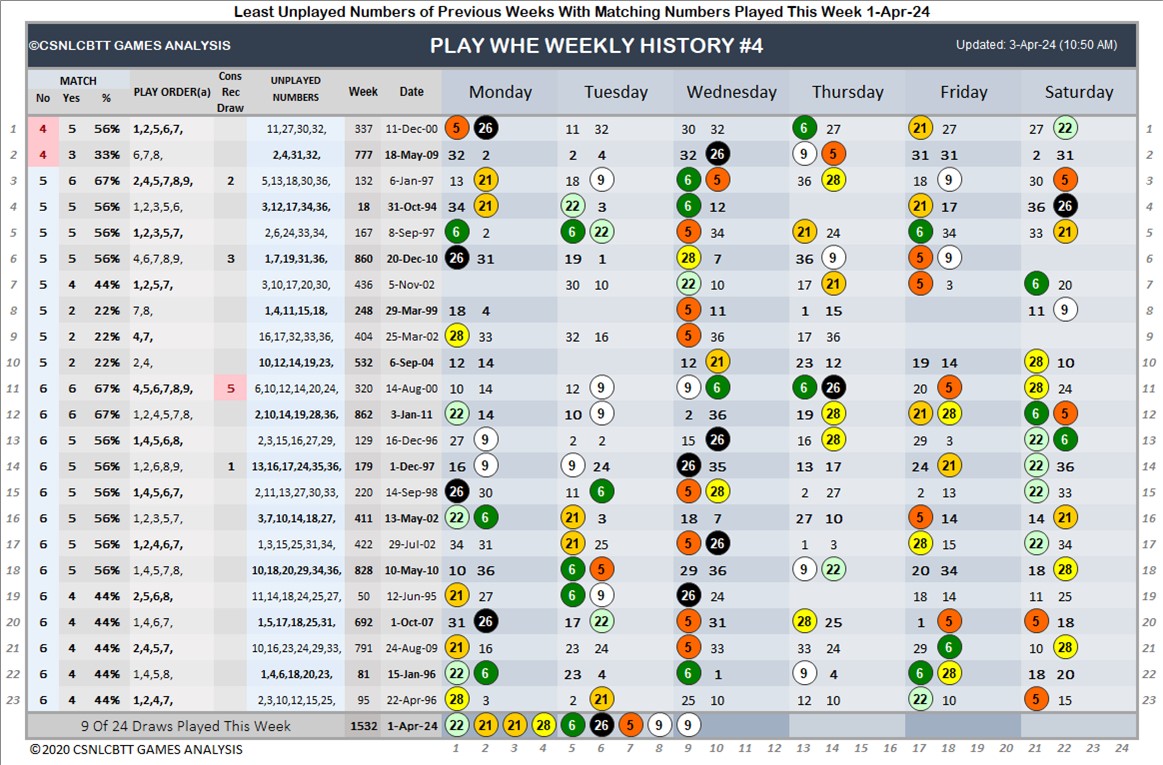 Least Unplayed Numbers of Previous Weeks With Matching Numbers Played This Week 1-Apr-24
©CSNLCBTT GAMES ANALYSIS PLAY WHE WEEKLY HISTORY #4 Updated: 3-Apr-24 (10:50 AM)
MATCH No Yes % PLAY ORDER(a) Cons Rec Draw UNPLAYED NUMBERS Week Date Monday Tuesday Wednesday Thursday Friday Saturday
1 4 5 56% 1,2,5,6,7, 11,27,30,32, 337 11-Dec-00 5 26 11 32 30 32 6 27 21 27 27 22 1
2 4 3 33% 6,7,8, 2,4,31,32, 777 18-May-09 32 2 2 4 32 26 9 5 31 31 2 31 2
3 5 6 67% 2,4,5,7,8,9, 2 5,13,18,30,36, 132 6-Jan-97 13 21 18 9 6 5 36 28 18 9 30 5 3
4 5 5 56% 1,2,3,5,6, 3,12,17,34,36, 18 31-Oct-94 34 21 22 3 6 12 21 17 36 26 4
5 5 5 56% 1,2,3,5,7, 2,6,24,33,34, 167 8-Sep-97 6 2 6 22 5 34 21 24 6 34 33 21 5
6 5 5 56% 4,6,7,8,9, 3 1,7,19,31,36, 860 20-Dec-10 26 31 19 1 28 7 36 9 5 9 6
7 5 4 44% 1,2,5,7, 3,10,17,20,30, 436 5-Nov-02 30 10 22 10 17 21 5 3 6 20 7
8 5 2 22% 7,8, 1,4,11,15,18, 248 29-Mar-99 18 4 5 11 1 15 11 9 8
9 5 2 22% 4,7, 16,17,32,33,36, 404 25-Mar-02 28 33 32 16 5 36 17 36 9
10 5 2 22% 2,4, 10,12,14,19,23, 532 6-Sep-04 12 14 12 21 23 12 19 14 28 10 10
11 6 6 67% 4,5,6,7,8,9, 5 6,10,12,14,20,24, 320 14-Aug-00 10 14 12 9 9 6 6 26 20 5 28 24 11
12 6 6 67% 1,2,4,5,7,8, 2,10,14,19,28,36, 862 3-Jan-11 22 14 10 9 2 36 19 28 21 28 6 5 12
13 6 5 56% 1,4,5,6,8, 2,3,15,16,27,29, 129 16-Dec-96 27 9 2 2 15 26 16 28 29 3 22 6 13
14 6 5 56% 1,2,6,8,9, 1 13,16,17,24,35,36, 179 1-Dec-97 16 9 9 24 26 35 13 17 24 21 22 36 14
15 6 5 56% 1,4,5,6,7, 2,11,13,27,30,33, 220 14-Sep-98 26 30 11 6 5 28 2 27 2 13 22 33 15
16 6 5 56% 1,2,3,5,7, 3,7,10,14,18,27, 411 13-May-02 22 6 21 3 18 7 27 10 5 14 14 21 16
17 6 5 56% 1,2,4,6,7, 1,3,15,25,31,34, 422 29-Jul-02 34 31 21 25 5 26 1 3 28 15 22 34 17
18 6 5 56% 1,4,5,7,8, 10,18,20,29,34,36, 828 10-May-10 10 36 6 5 29 36 9 22 20 34 18 28 18
19 6 4 44% 2,5,6,8, 11,14,18,24,25,27, 50 12-Jun-95 21 27 6 9 26 24 18 14 11 25 19
20 6 4 44% 1,4,6,7, 1,5,17,18,25,31, 692 1-Oct-07 31 26 17 22 5 31 28 25 1 5 5 18 20
21 6 4 44% 2,4,5,7, 10,16,23,24,29,33, 791 24-Aug-09 21 16 23 24 5 33 33 24 29 6 10 28 21
22 6 4 44% 1,4,5,8, 1,4,6,18,20,23, 81 15-Jan-96 22 6 23 4 6 1 9 4 6 28 18 20 22
23 6 4 44% 1,2,4,7, 2,3,10,12,15,25, 95 22-Apr-96 28 3 2 21 25 10 12 10 22 10 5 15 23
9 Of 24 Draws Played This Week 1532 1-Apr-24 22 21 21 28 6 26 5 9 9
©2020 CSNLCBTT GAMES ANALYSIS 1 2 3 4 5 6 7 8 9 10 11 12 13 14 15 16 17 18 19 20 21 22 23 24